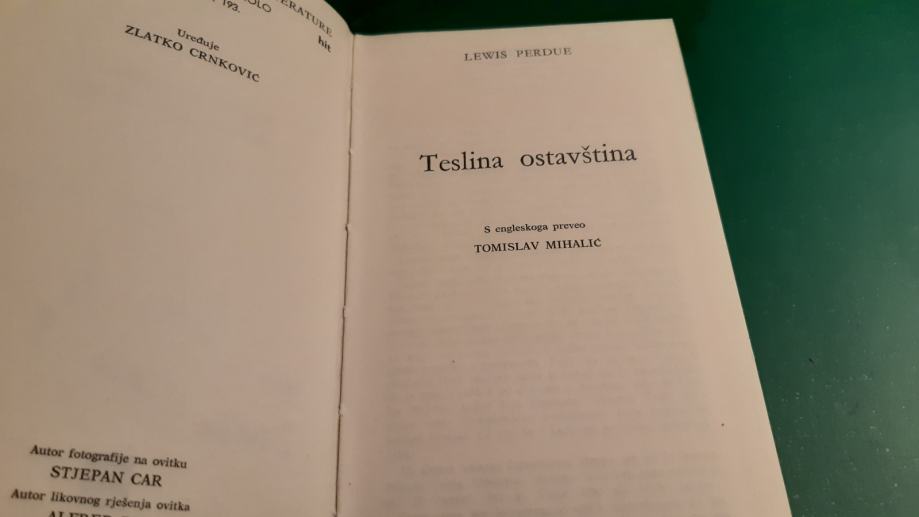 KOLO
193.
hit
Uređuje
ZLATKO CRNKOVIĆ
Autor fotografije na ovitku
STJEPAN CAR
Autor likovnog rješenja ovitka
LEWIS PERDUE
Teslina ostavština
S engleskoga preveo
TOMISLAV MIHALIĆ